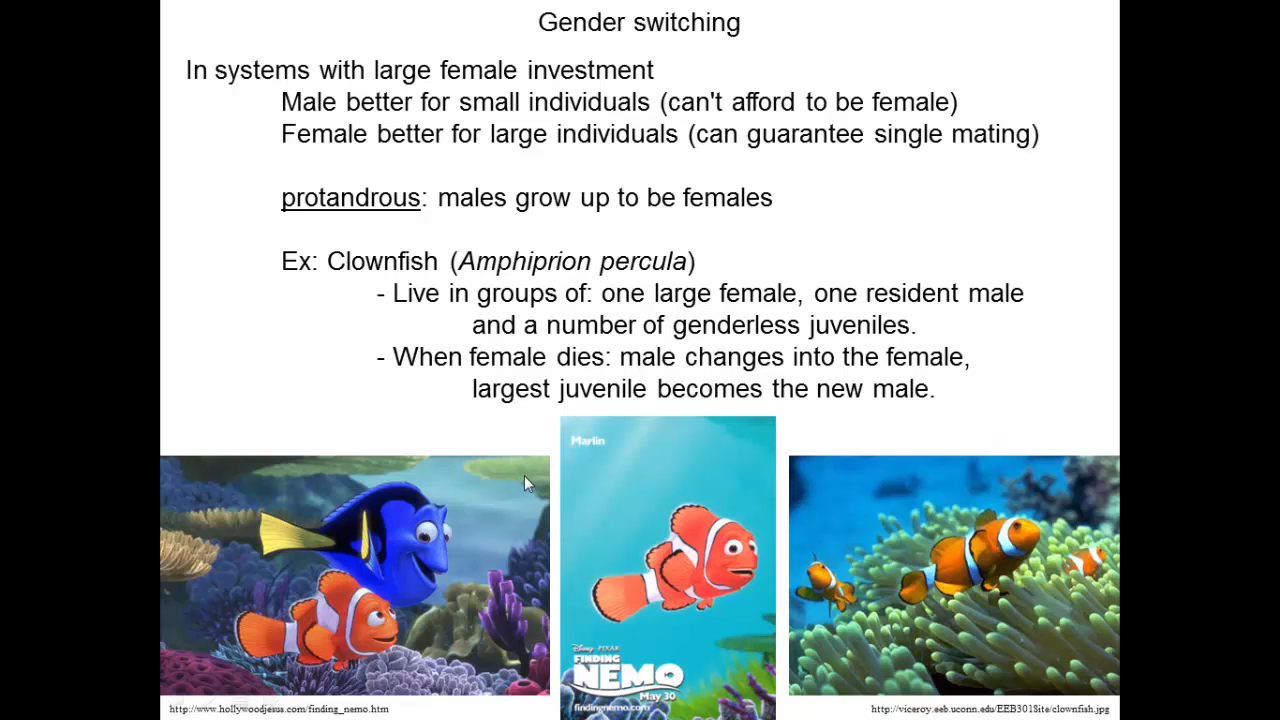 Gender switching
In systems with large female investment
Male better for small individuals (can't afford to be female)
Female better for large individuals (can guarantee single mating)
protandrous: males grow up to be females
Ex: Clownfish (Amphiprion percula)
- Live in groups of: one large female, one resident male
and a number of genderless juveniles.
- When female dies: male changes into the female,
largest juvenile becomes the new male.
Marlin
Disney PIXAR
FINDING
NEMO
May 30
findingnemo.com
http://www.hollywoodjesus.com/finding_nemo.htm
http://viceroy.eeb.uconn.edu/EEB301Site/clownfish.jpg